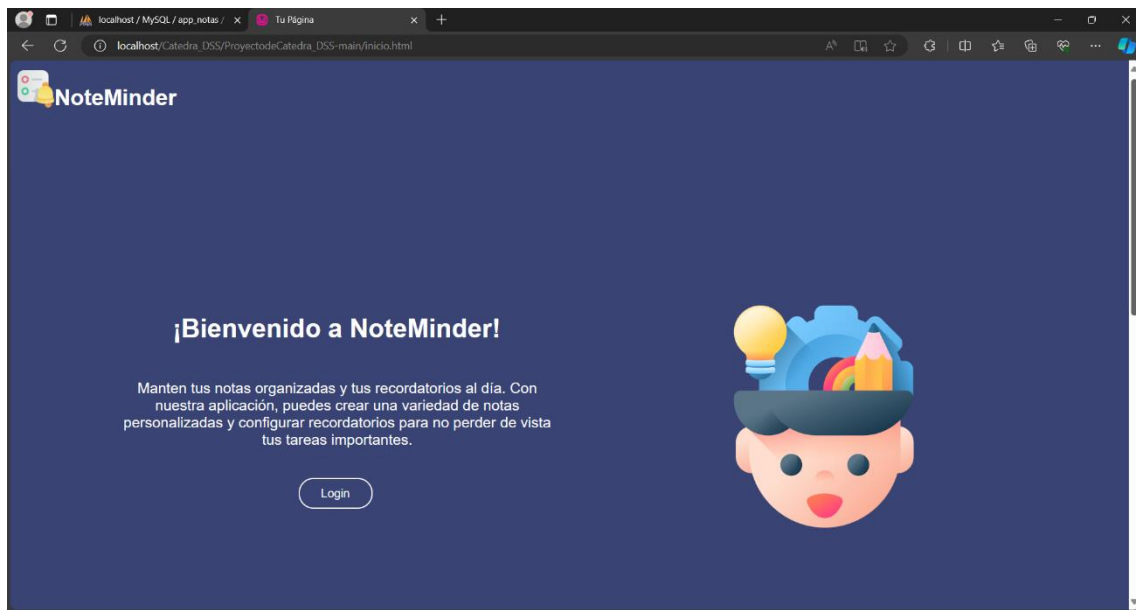 localhost / MySQL / app_notas /
Tu Página
localhost/Catedra_DSS/ProyectodeCatedra_DSS-main/inicio.html
NoteMinder
¡Bienvenido a NoteMinder!
Manten tus notas organizadas y tus recordatorios al día. Con
nuestra aplicación, puedes crear una variedad de notas
personalizadas y configurar recordatorios para no perder de vista
tus tareas importantes.
Login